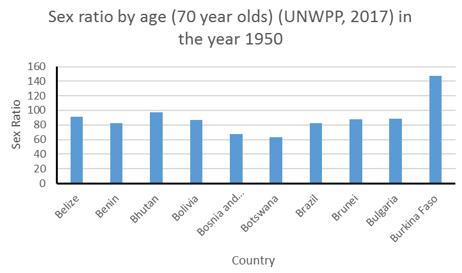 Sex ratio by age (70 year olds) (UNWPP, 2017) in
the year 1950
160
140
120
100
80
60
40
20
0
Sex Ratio
Belize
Benin
Bhutan
Bolivia
Bosnia and...
Botswana
Brazil
Brunei
Bulgaria
Burkina Faso
Country